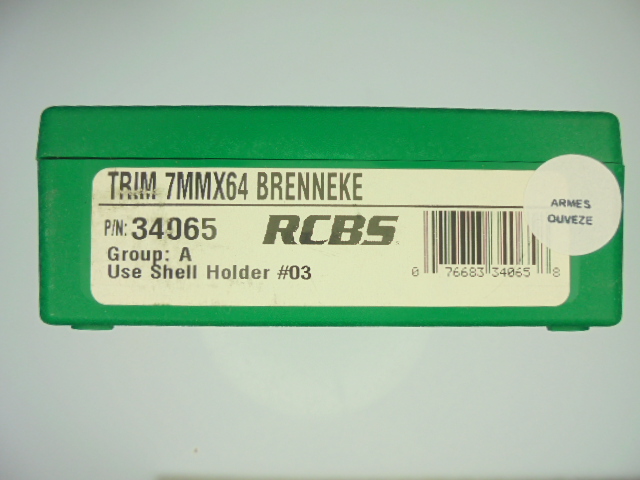 TRIM 7MMX64 BRENNEKE
P/N: 34065
RCBS
Group: A
Use Shell Holder #03
0 76683 34065 8
ARMES
OUVEZE